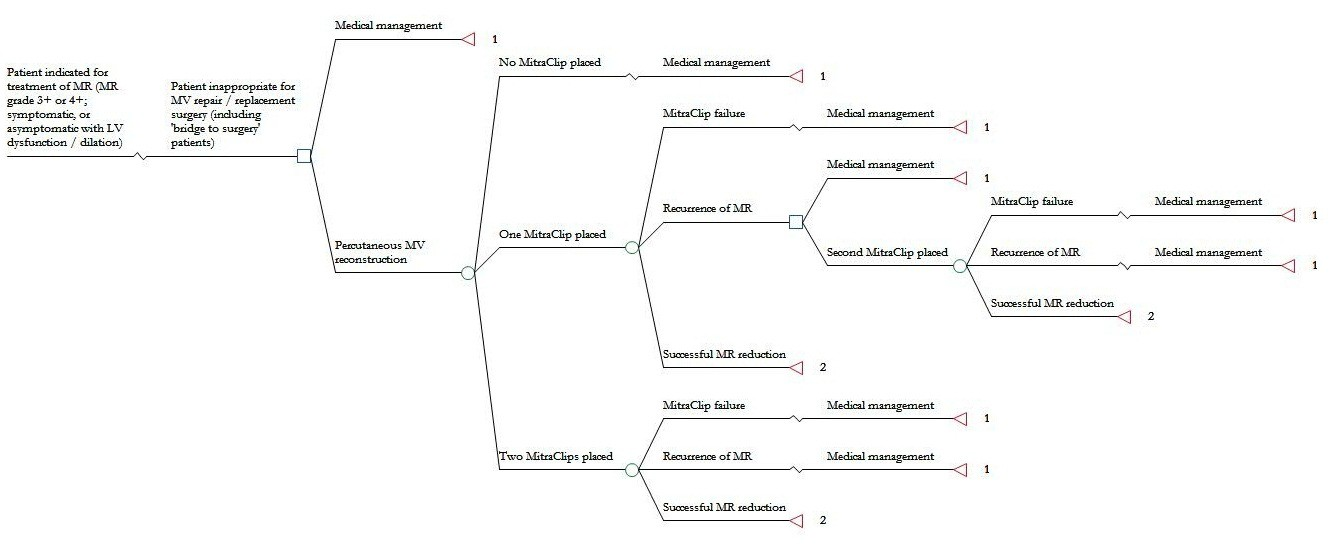 Medical management
1
No MitraClip placed
Medical management
1
Patient indicated for
treatment of MR (MR
grade 3+ or 4+;
symptomatic, or
asymptomatic with LV
dysfunction / dilation)
Patient inappropriate for
MV repair / replacement
surgery (including
'bridge to surgery'
patients)
MitraClip failure
Medical management
1
Medical management
1
Recurrence of MR
MitraClip failure
Medical management
1
One MitraClip placed
Percutaneous MV
reconstruction
Second MitraClip placed
Recurrence of MR
Medical management
1
Successful MR reduction
2
Successful MR reduction
2
MitraClip failure
Medical management
1
Two MitraClips placed
Recurrence of MR
Medical management
1
Successful MR reduction
2